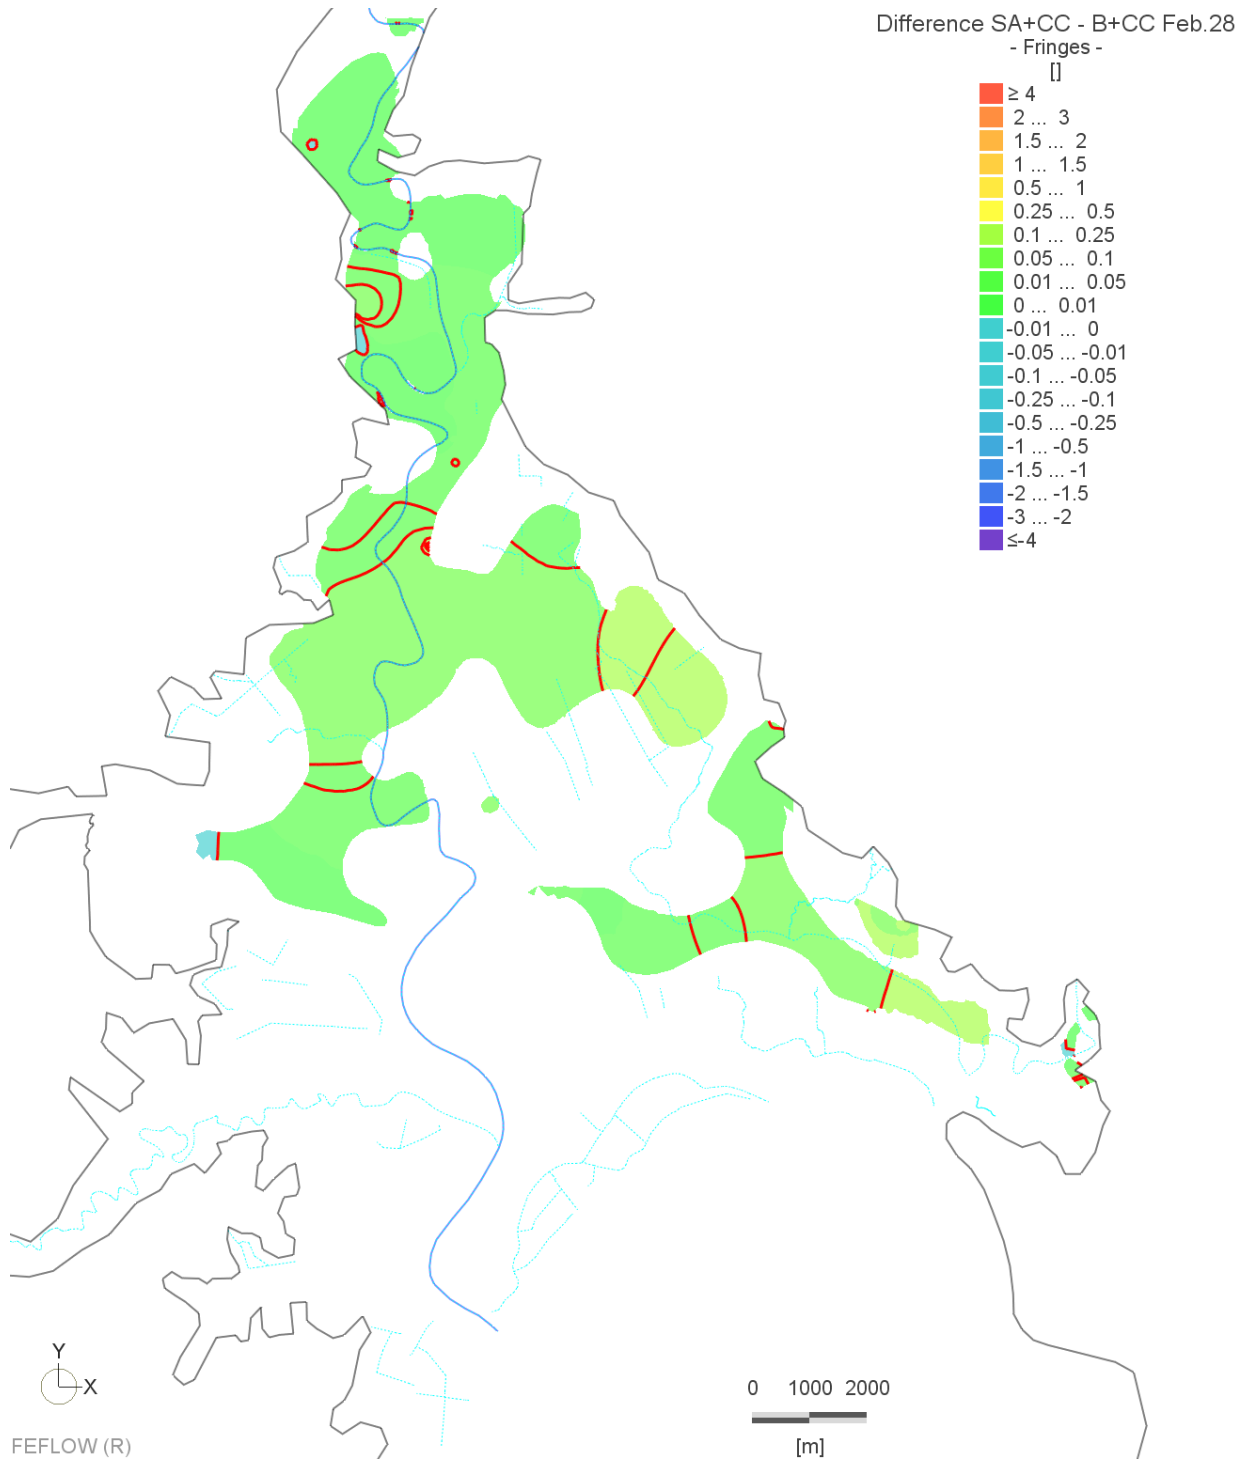 Difference SA+CC - B+CC Feb.28
- Fringes -
[]
≥ 4
2 ... 3
1.5 ... 2
1 ... 1.5
0.5 ... 1
0.25 ... 0.5
0.1 ... 0.25
0.05 ... 0.1
0.01 ... 0.05
0 ... 0.01
-0.01 ... 0
-0.05 ... -0.01
-0.1 ... -0.05
-0.25 ... -0.1
-0.5 ... -0.25
-1 ... -0.5
-1.5 ... -1
-2 ... -1.5
-3 ... -2
≤-4
Y
X
0 1000 2000
[m]
FEFLOW (R)